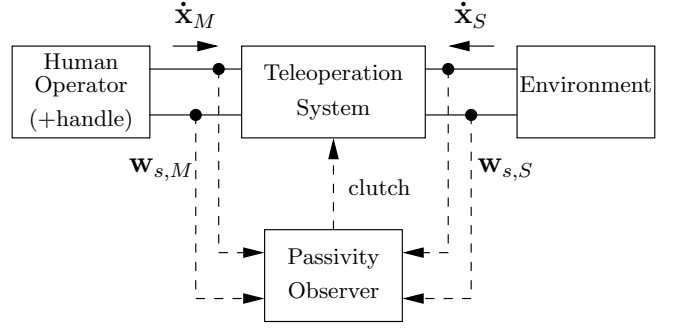 ẋ_M
ẋ_S
Human
Operator
(+handle)
Teleoperation
System
Environment
w_{s,M}
w_{s,S}
clutch
Passivity
Observer